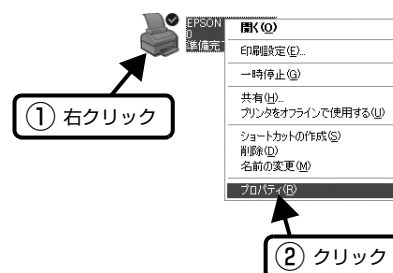 EPSON
0
準備完
開く(O)
印刷設定(E)...
一時停止(G)
共有(H)...
プリンタをオフラインで使用する(U)
ショートカットの作成(S)
削除(D)
名前の変更(M)
プロパティ(R)
① 右クリック
② クリック